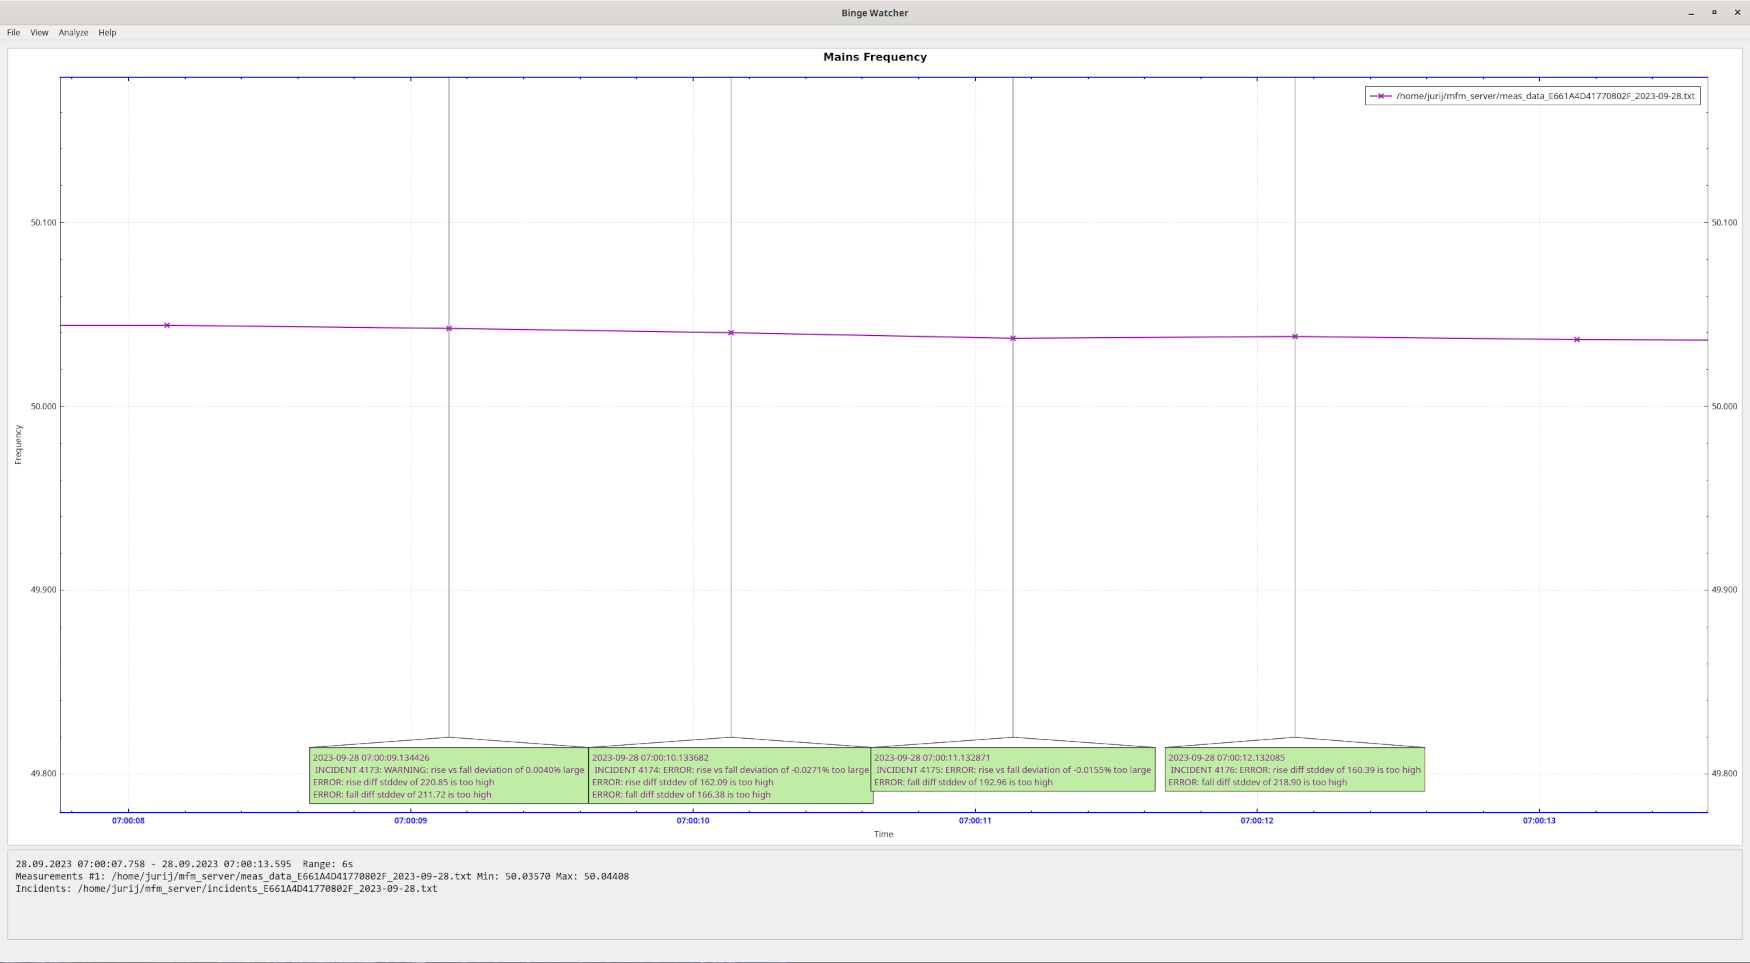 Binge Watcher
File View Analyze Help
Mains Frequency
/home/jurij/mfm_server/meas_data_E661A4D41770802F_2023-09-28.txt
50.100 50.100
50.000 50.000
Frequency
49.900 49.900
49.800 49.800
2023-09-28 07:00:09.134426
INCIDENT 4173: WARNING: rise vs fall deviation of 0.0040% large
ERROR: rise diff stddev of 220.85 is too high
ERROR: fall diff stddev of 211.72 is too high
2023-09-28 07:00:10.133682
INCIDENT 4174: ERROR: rise vs fall deviation of -0.0271% too large
ERROR: rise diff stddev of 162.09 is too high
ERROR: fall diff stddev of 166.38 is too high
2023-09-28 07:00:11.132871
INCIDENT 4175: ERROR: rise vs fall deviation of -0.0155% too large
ERROR: fall diff stddev of 192.96 is too high
2023-09-28 07:00:12.132085
INCIDENT 4176: ERROR: rise diff stddev of 160.39 is too high
ERROR: fall diff stddev of 218.90 is too high
07:00:08 07:00:09 07:00:10 07:00:11 07:00:12 07:00:13
Time
28.09.2023 07:00:07.758 - 28.09.2023 07:00:13.595 Range: 6s
Measurements #1: /home/jurij/mfm_server/meas_data_E661A4D41770802F_2023-09-28.txt Min: 50.03570 Max: 50.04408
Incidents: /home/jurij/mfm_server/incidents_E661A4D41770802F_2023-09-28.txt